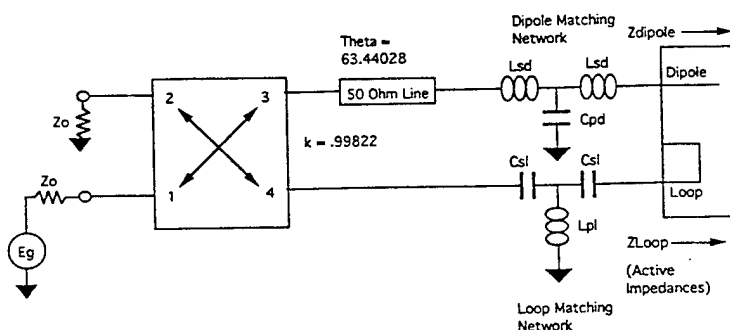 Theta =
63.44028
Dipole Matching
Network
Zdipole
Lsd
Lsd
Dipole
50 Ohm Line
2
3
Zo
Cpd
k = .99822
Csl
Csl
Zo
1
4
Loop
Lpl
Eg
ZLoop
(Active
Impedances)
Loop Matching
Network